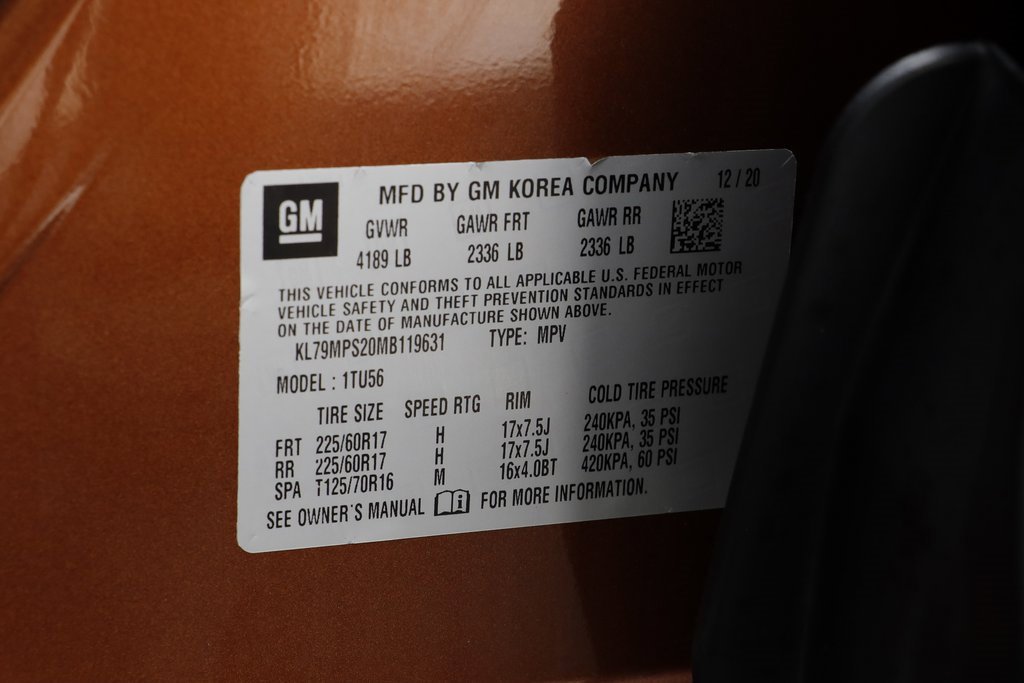 GM
MFD BY GM KOREA COMPANY 12 / 20
GVWR GAWR FRT GAWR RR
4189 LB 2336 LB 2336 LB
THIS VEHICLE CONFORMS TO ALL APPLICABLE U.S. FEDERAL MOTOR
VEHICLE SAFETY AND THEFT PREVENTION STANDARDS IN EFFECT
ON THE DATE OF MANUFACTURE SHOWN ABOVE.
KL79MPS20MB119631 TYPE: MPV
MODEL : 1TU56
TIRE SIZE SPEED RTG RIM COLD TIRE PRESSURE
FRT 225/60R17 H 17x7.5J 240KPA, 35 PSI
RR 225/60R17 H 17x7.5J 240KPA, 35 PSI
SPA T125/70R16 M 16x4.0BT 420KPA, 60 PSI
SEE OWNER'S MANUAL FOR MORE INFORMATION.